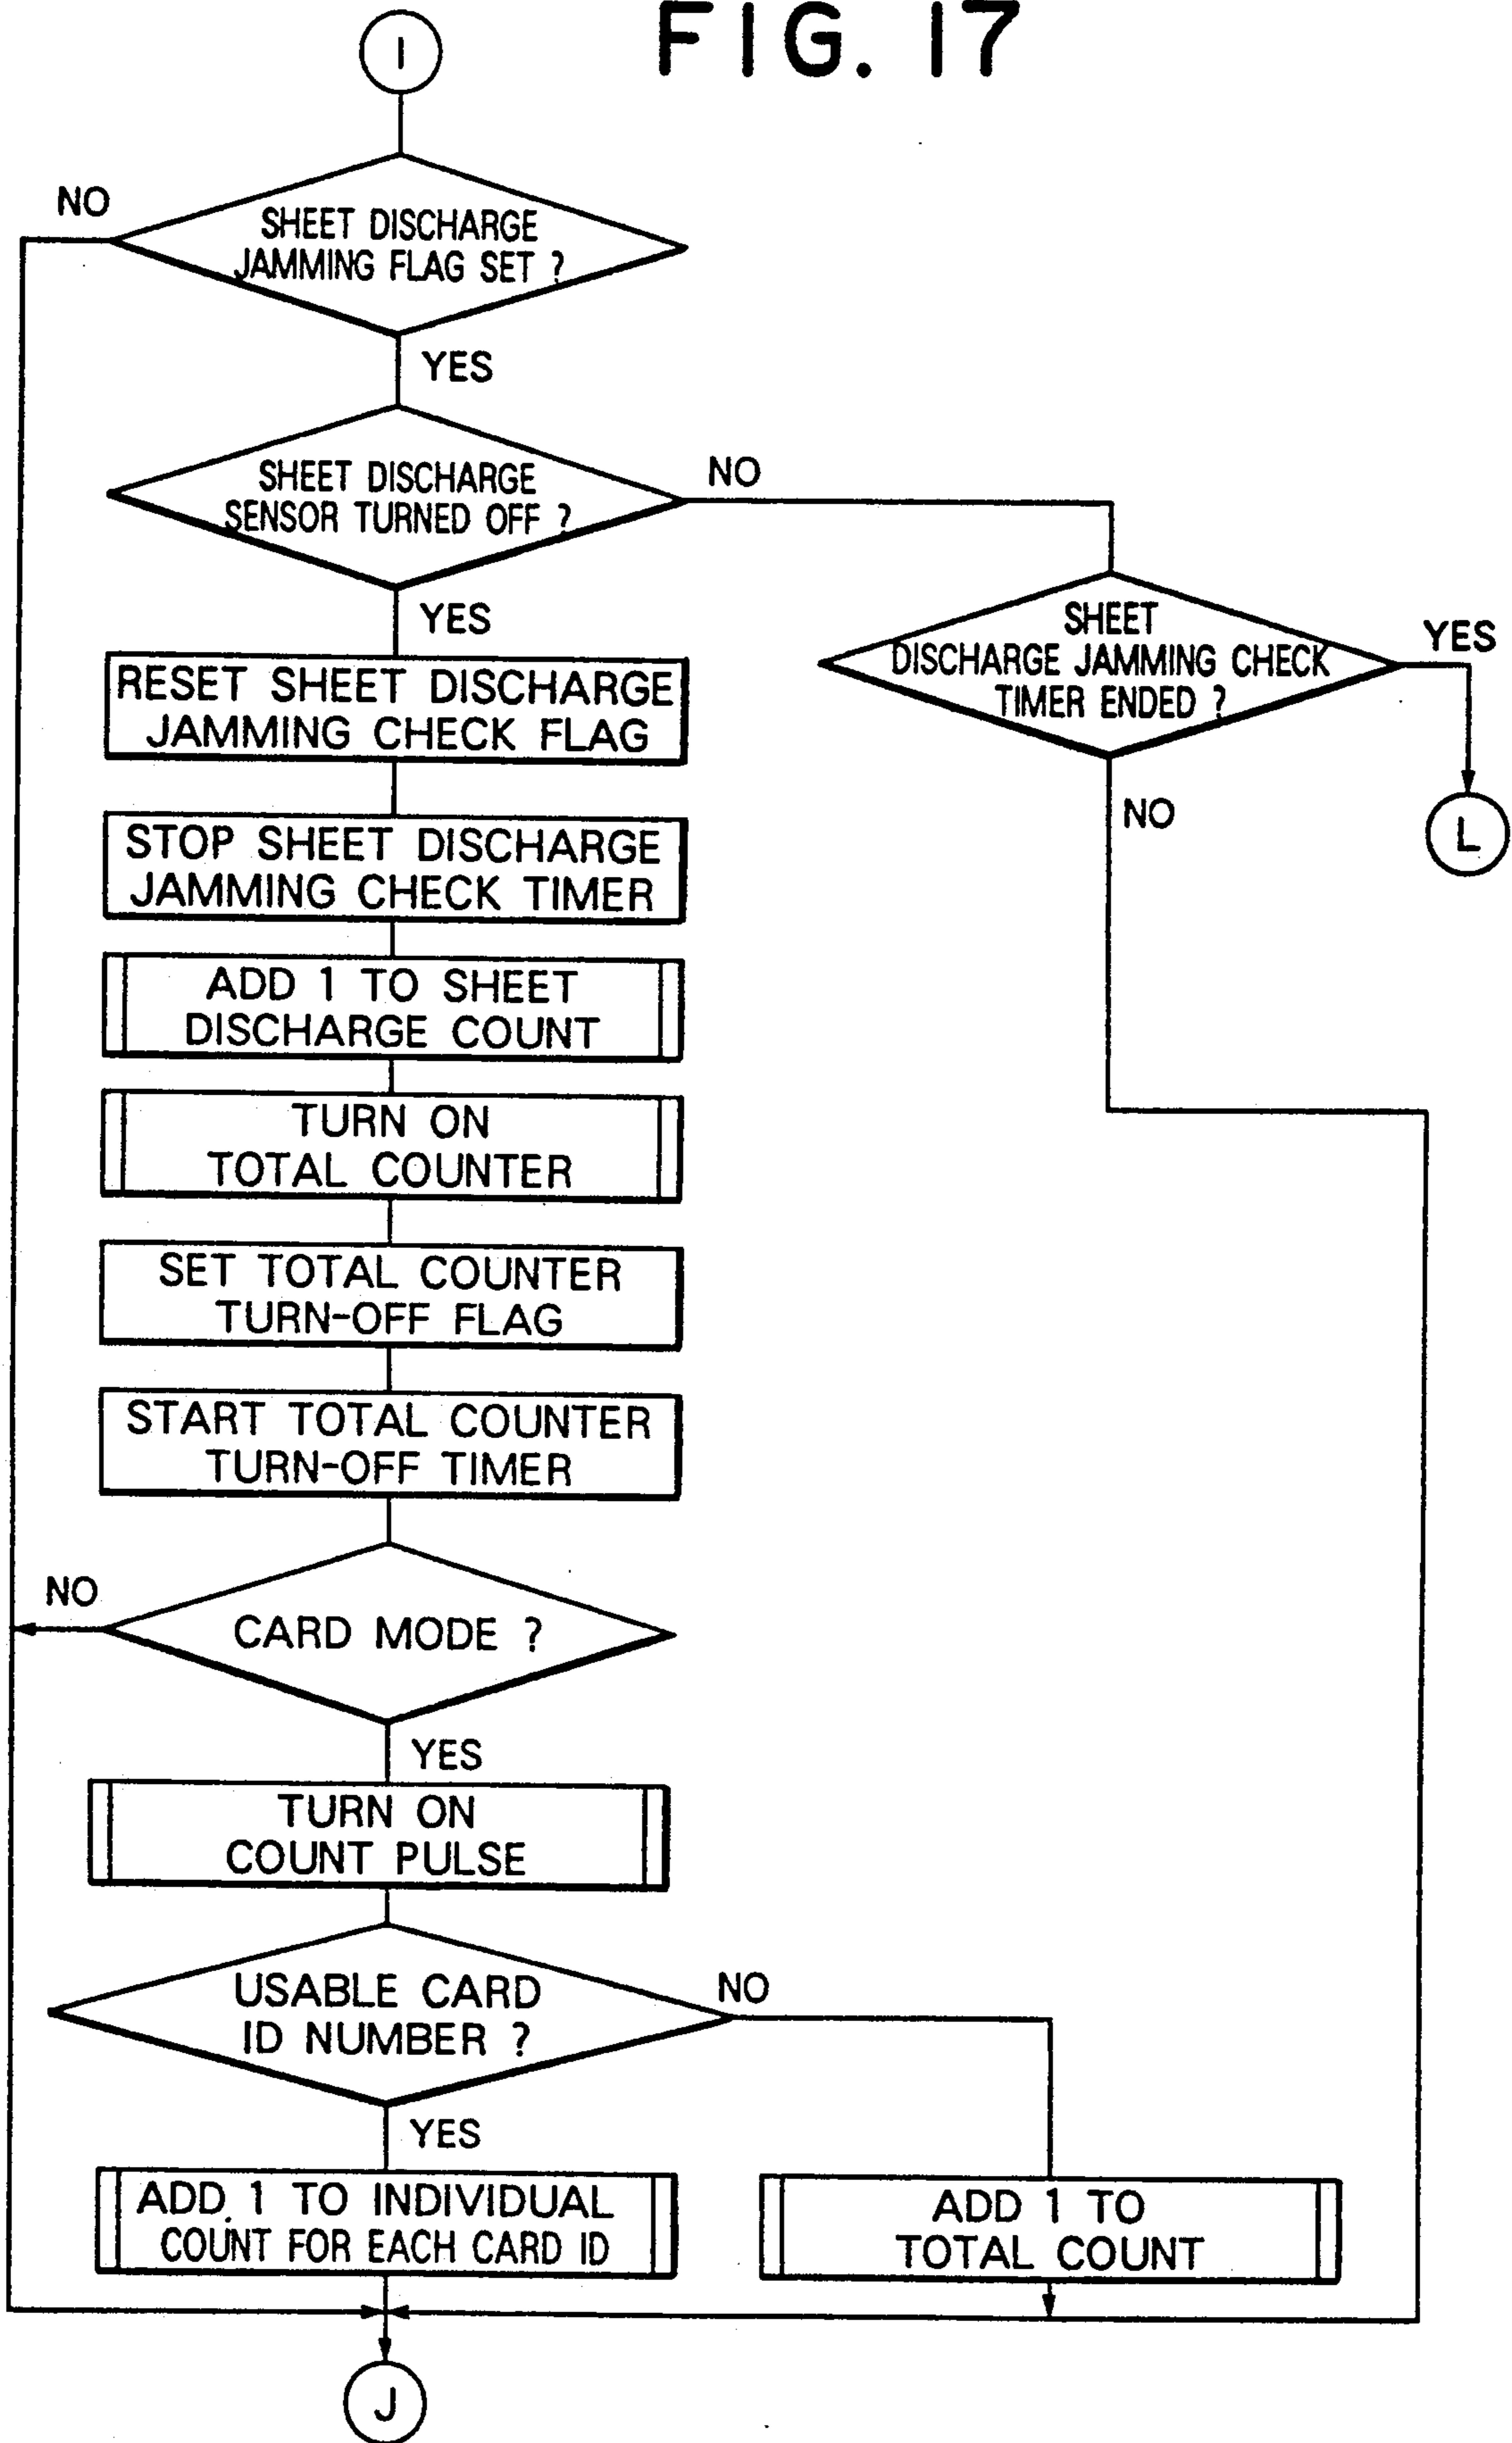 FIG. 17
I
NO
SHEET DISCHARGE
JAMMING FLAG SET ?
YES
SHEET DISCHARGE
SENSOR TURNED OFF ?
NO
YES
SHEET
DISCHARGE JAMMING CHECK
TIMER ENDED ?
YES
L
NO
RESET SHEET DISCHARGE
JAMMING CHECK FLAG
STOP SHEET DISCHARGE
JAMMING CHECK TIMER
ADD 1 TO SHEET
DISCHARGE COUNT
TURN ON
TOTAL COUNTER
SET TOTAL COUNTER
TURN-OFF FLAG
START TOTAL COUNTER
TURN-OFF TIMER
NO
CARD MODE ?
YES
TURN ON
COUNT PULSE
USABLE CARD
ID NUMBER ?
NO
YES
ADD 1 TO INDIVIDUAL
COUNT FOR EACH CARD ID
ADD 1 TO
TOTAL COUNT
J